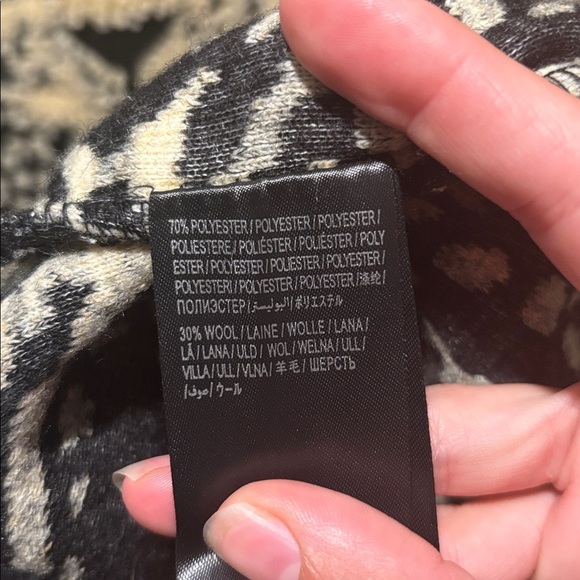 70% POLYESTER / POLYESTER / POLYESTER /
POLIESTERE / POLIÉSTER / POLIÉSTER / POLY
ESTER / POLYESTER / POLIESTER / POLYESTER /
POLYESTERI / POLYESTER / POLYESTER / 涤纶 /
ПОЛИЭСТЕР / البوليستر / ポリエステル
30% WOOL / LAINE / WOLLE / LANA /
LÃ / LANA / ULD / WOL / WEŁNA / ULL /
VILLA / ULL / VLNA / 羊毛 / ШЕРСТЬ
/ صوف / ウール